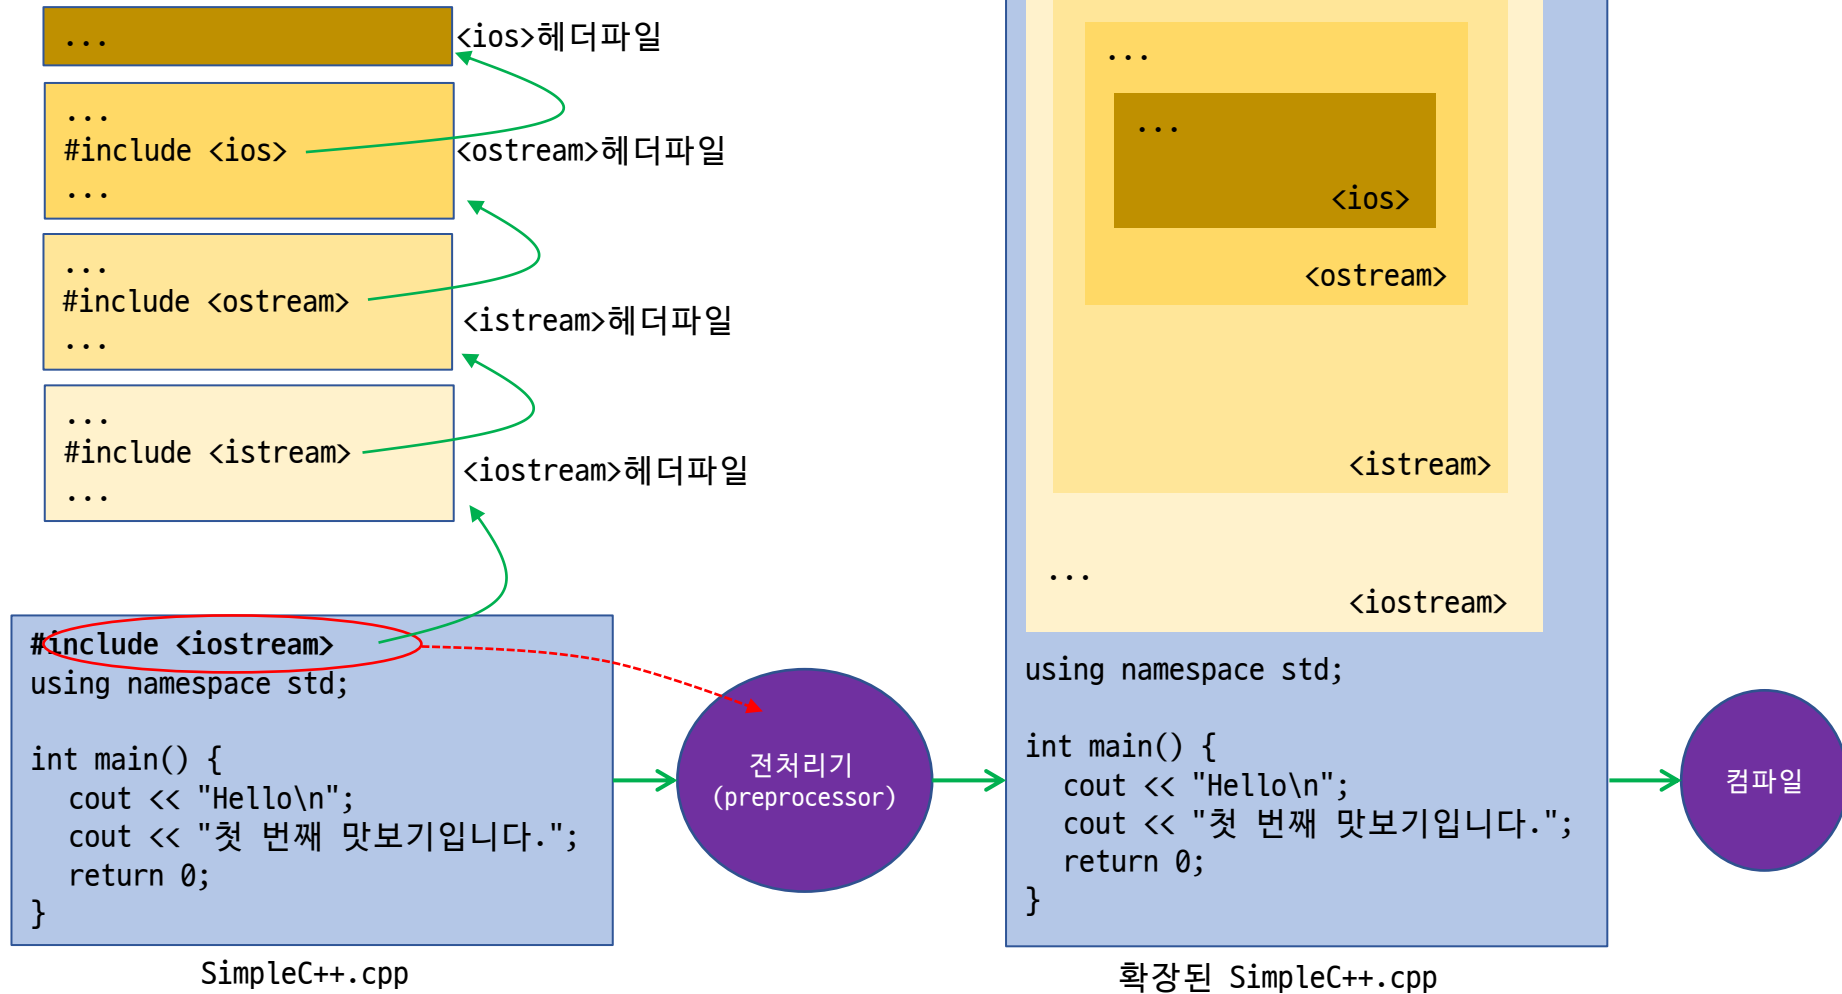 ...
<ios>헤더파일
...
#include <ios>
...
<ostream>헤더파일
...
#include <ostream>
...
<istream>헤더파일
...
#include <istream>
...
<iostream>헤더파일
#include <iostream>
using namespace std;
int main() {
cout << "Hello\n";
cout << "첫 번째 맛보기입니다.";
return 0;
}
SimpleC++.cpp
전처리기
(preprocessor)
...
...
<ios>
<ostream>
<istream>
...
<iostream>
using namespace std;
int main() {
cout << "Hello\n";
cout << "첫 번째 맛보기입니다.";
return 0;
}
확장된 SimpleC++.cpp
컴파일